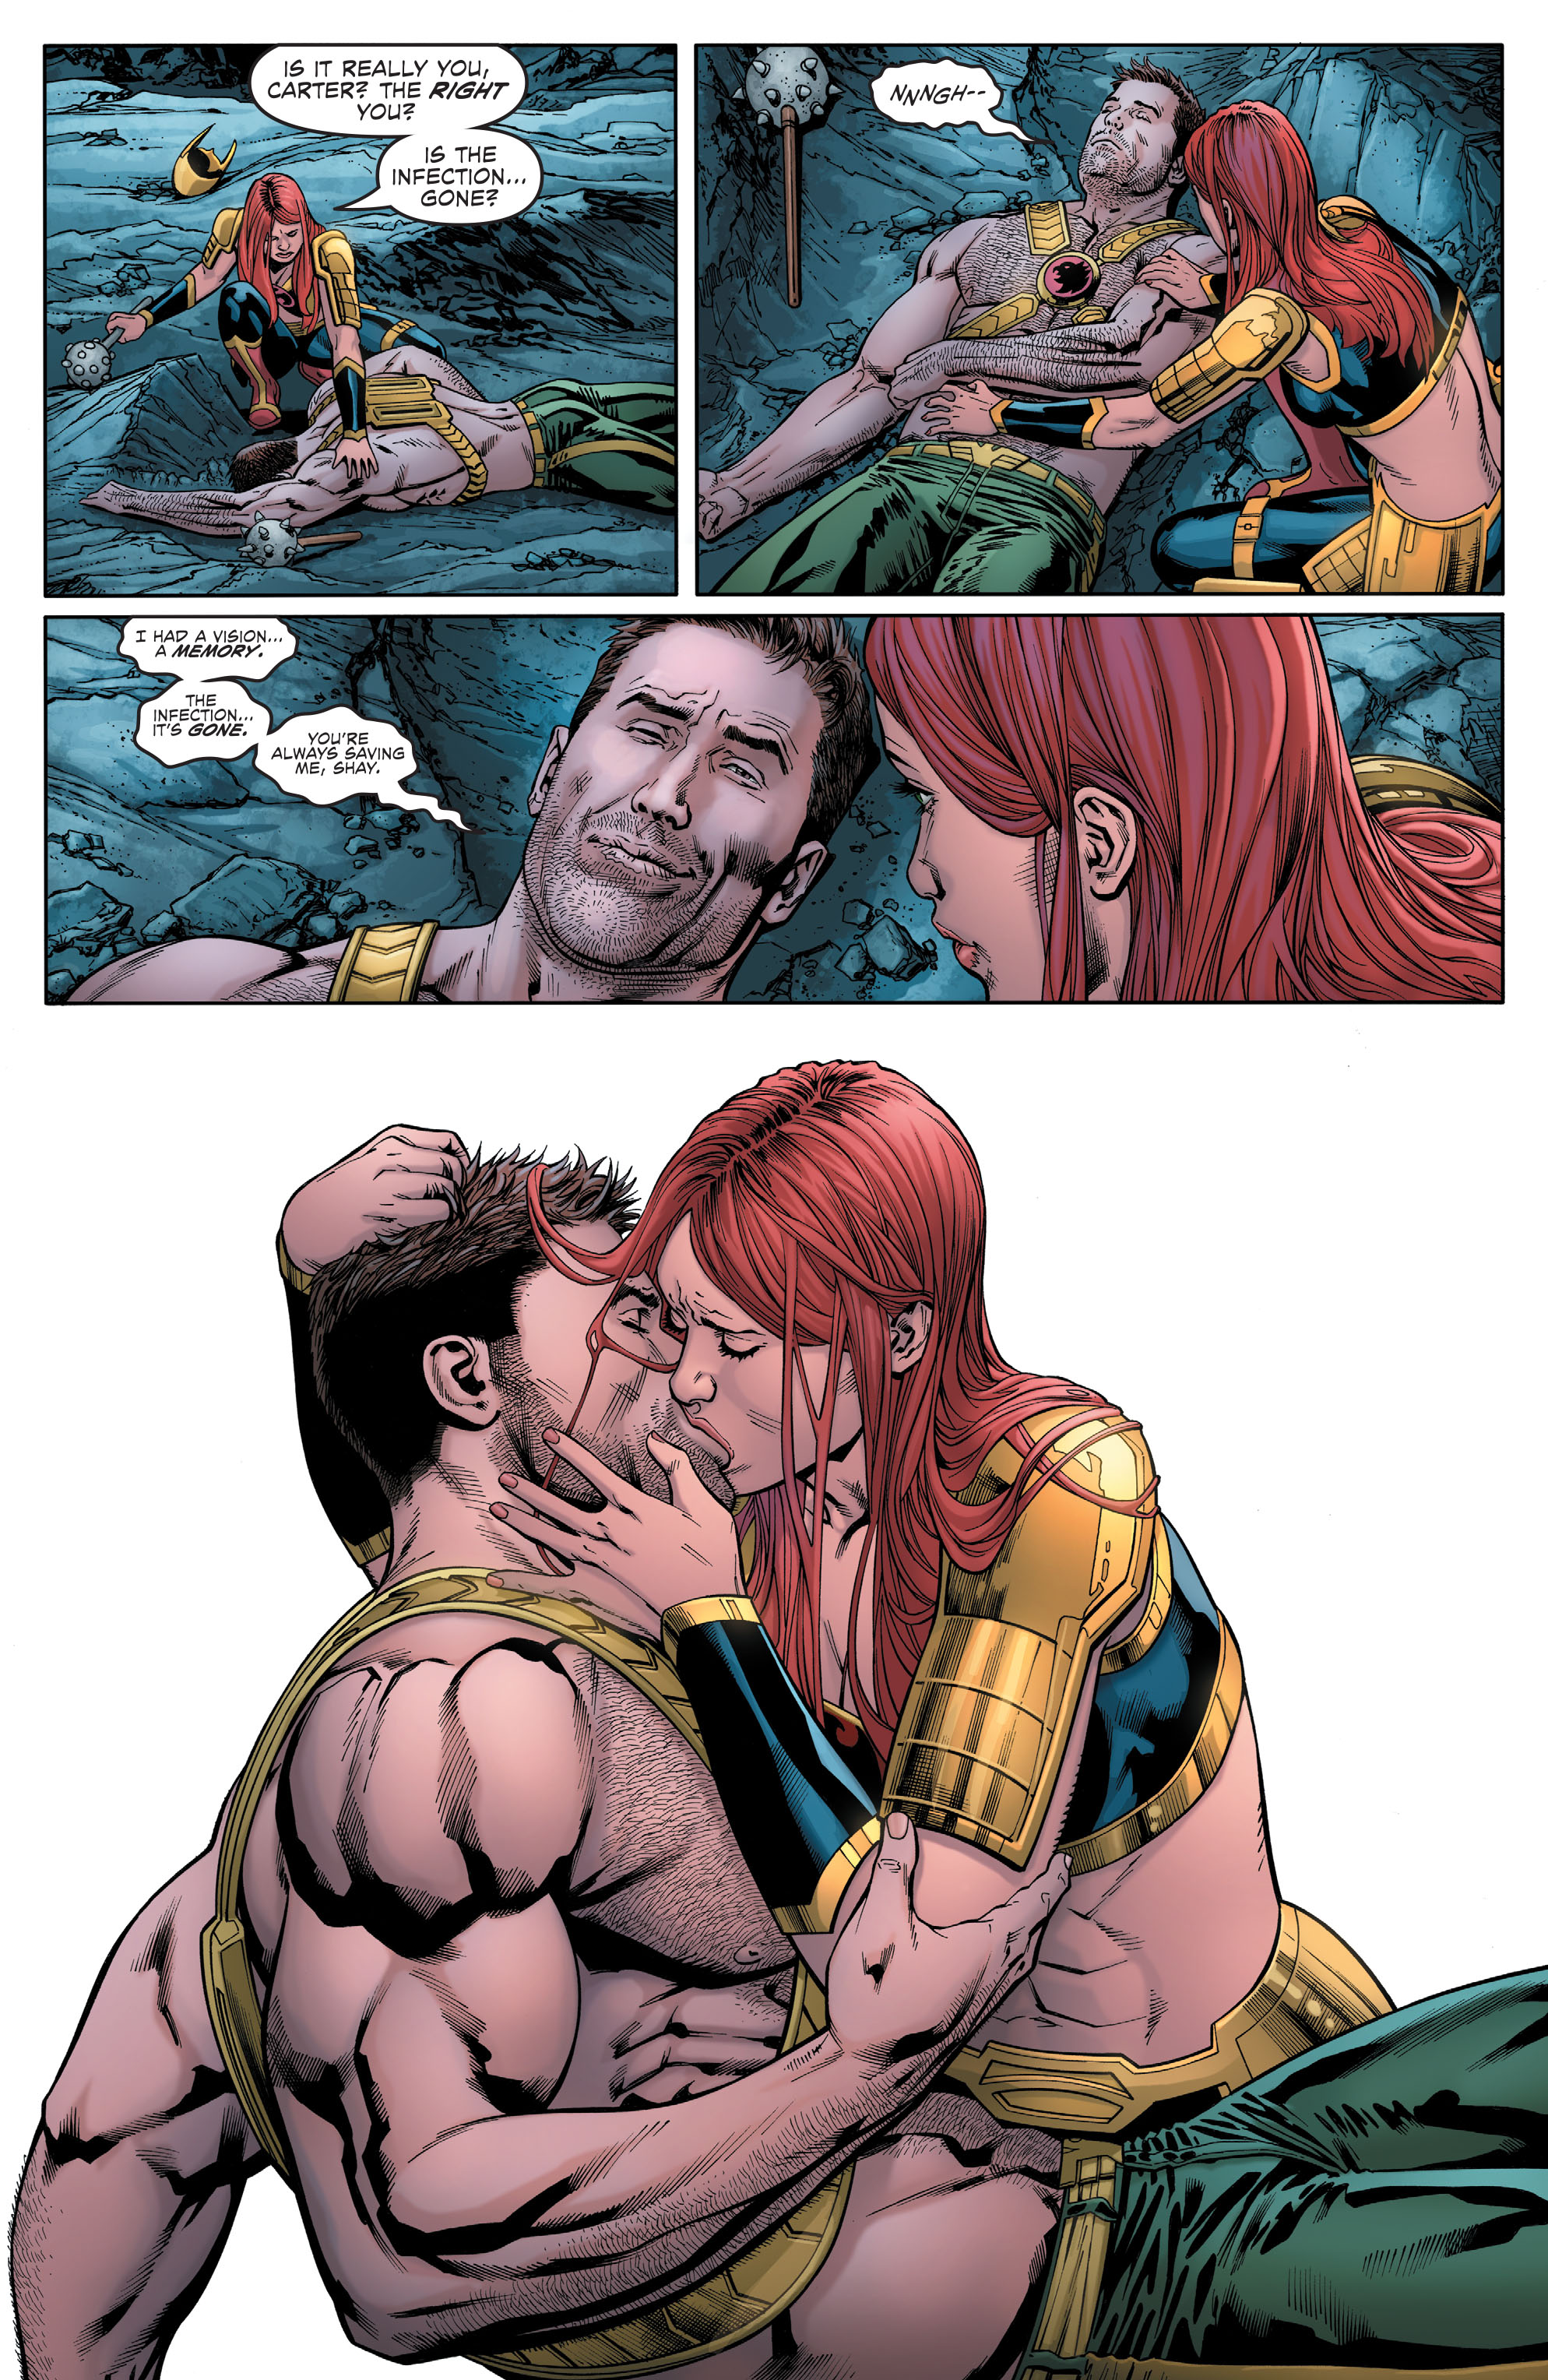 IS IT REALLY YOU,
CARTER? THE RIGHT
YOU?
IS THE
INFECTION...
GONE?
NNNGH--
I HAD A VISION...
A MEMORY.
THE
INFECTION...
IT'S GONE.
YOU'RE
ALWAYS SAVING
ME, SHAY.